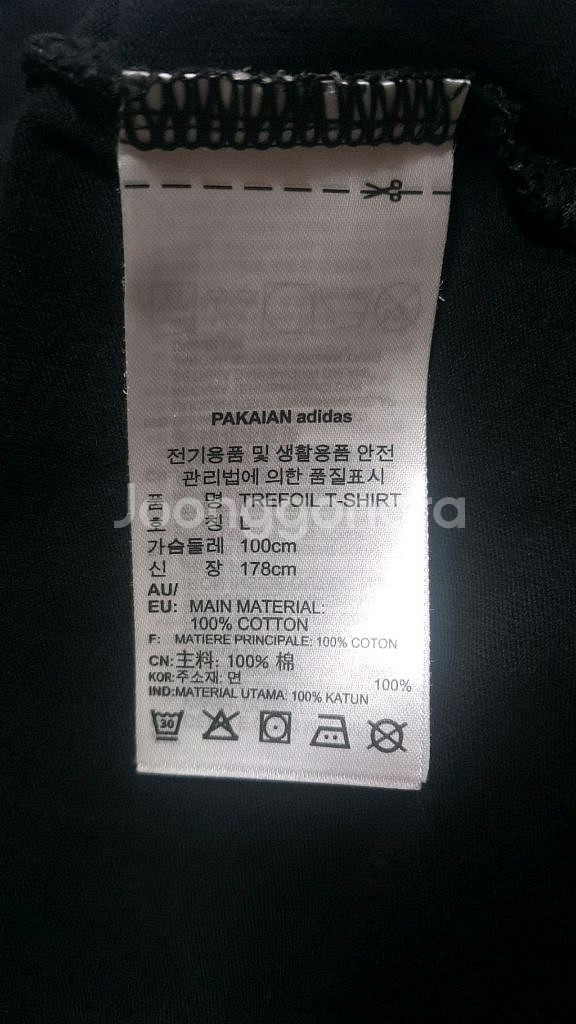 PAKAIAN adidas
전기용품 및 생활용품 안전
관리법에 의한 품질표시
품 명 TREFOIL T-SHIRT
호 칭 L
Joonggonara
가슴둘레 100cm
신 장 178cm
AU/
EU: MAIN MATERIAL:
100% COTTON
F: MATIERE PRINCIPALE: 100% COTON
CN:主料: 100% 棉
KOR:주소재: 면 100%
IND:MATERIAL UTAMA: 100% KATUN
30